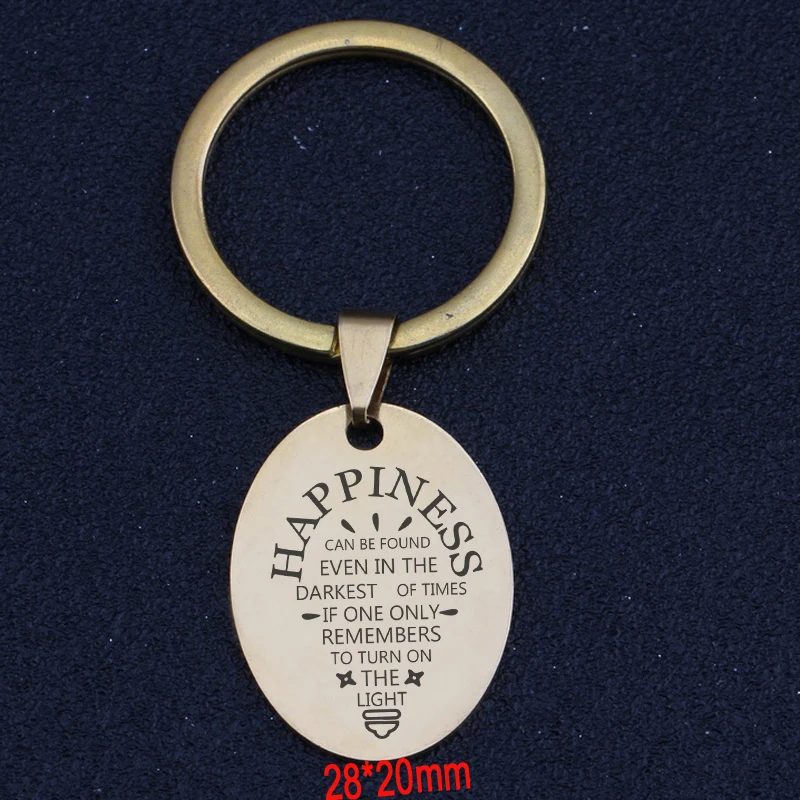 HAPPINESS
CAN BE FOUND
EVEN IN THE
DARKEST OF TIMES
IF ONE ONLY
REMEMBERS
TO TURN ON
THE
LIGHT
28*20mm